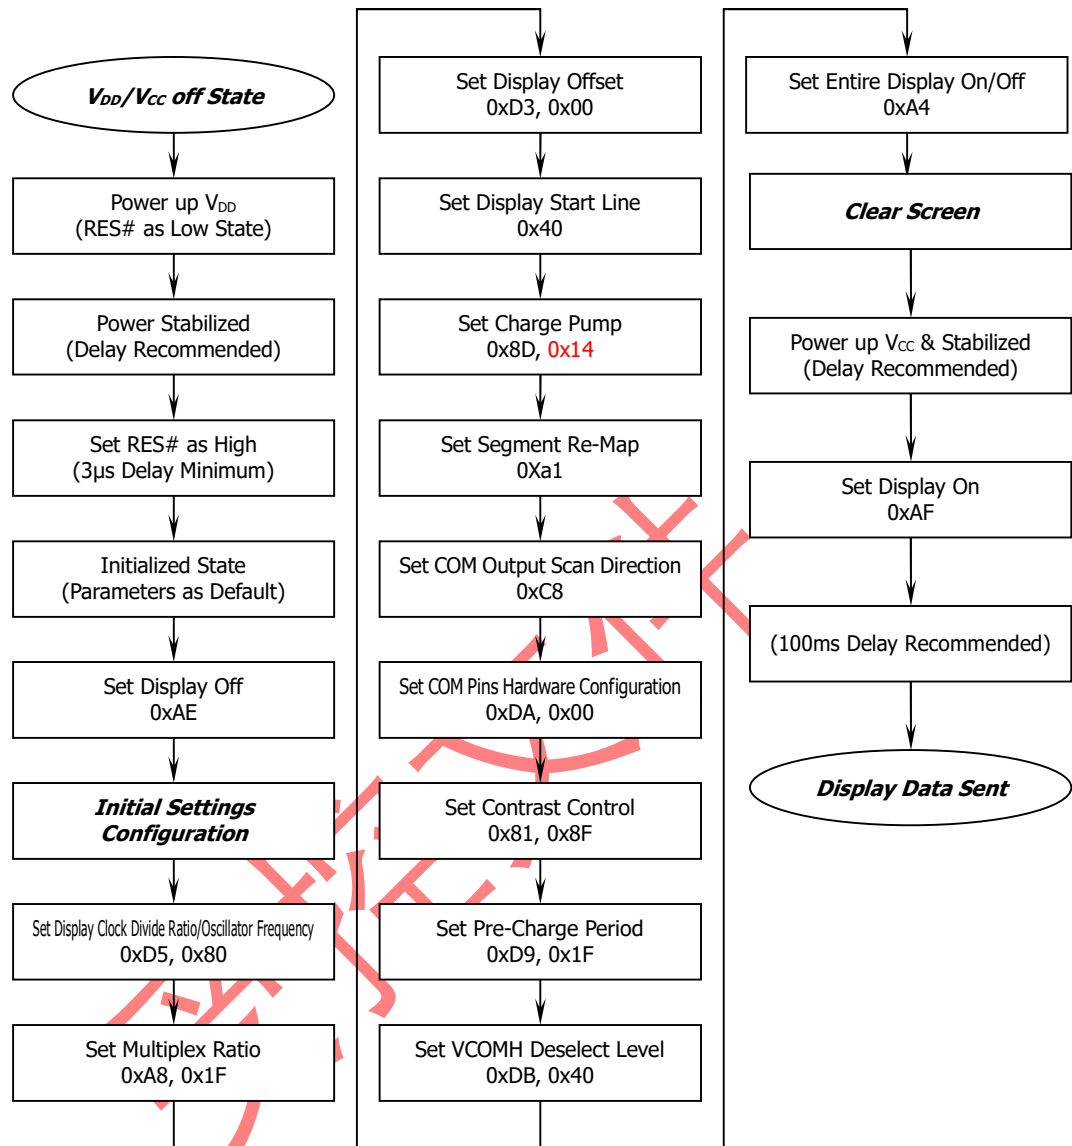 VDD/VCC off State
Power up VDD
(RES# as Low State)
Power Stabilized
(Delay Recommended)
Set RES# as High
(3μs Delay Minimum)
Initialized State
(Parameters as Default)
Set Display Off
0xAE
Initial Settings
Configuration
Set Display Clock Divide Ratio/Oscillator Frequency
0xD5, 0x80
Set Multiplex Ratio
0xA8, 0x1F
Set Display Offset
0xD3, 0x00
Set Display Start Line
0x40
Set Charge Pump
0x8D, 0x14
Set Segment Re-Map
0Xa1
Set COM Output Scan Direction
0xC8
Set COM Pins Hardware Configuration
0xDA, 0x00
Set Contrast Control
0x81, 0x8F
Set Pre-Charge Period
0xD9, 0x1F
Set VCOMH Deselect Level
0xDB, 0x40
Set Entire Display On/Off
0xA4
Clear Screen
Power up VCC & Stabilized
(Delay Recommended)
Set Display On
0xAF
(100ms Delay Recommended)
Display Data Sent